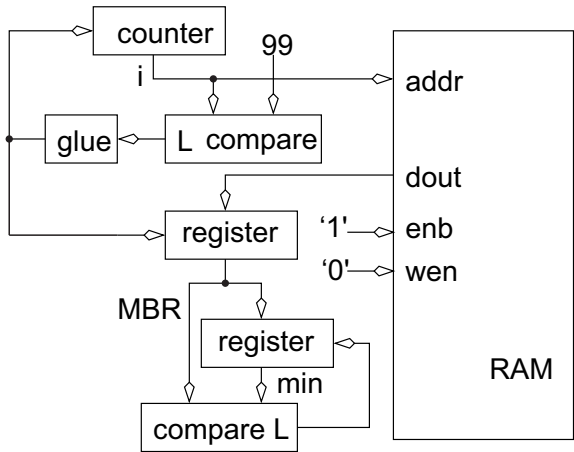 counter
99
i
addr
glue
L compare
dout
register
'1'
enb
'0'
wen
MBR
register
RAM
min
compare L